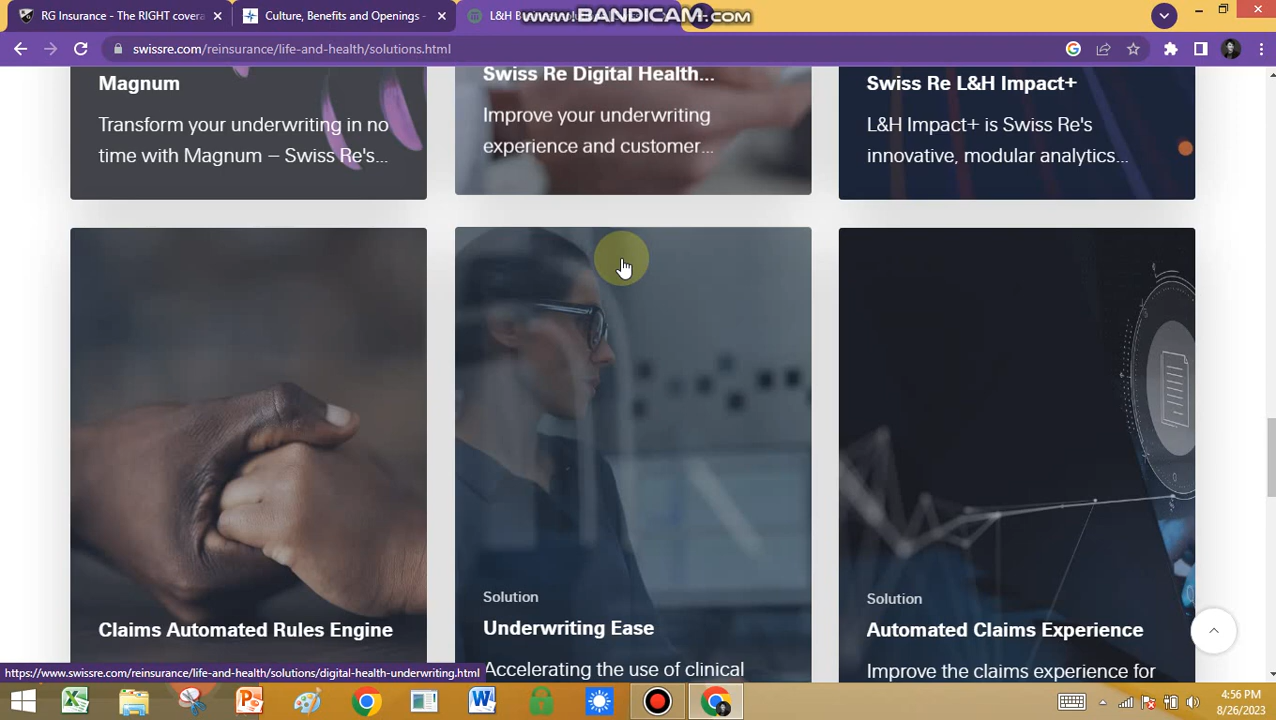 RG Insurance - The RIGHT covera
Culture, Benefits and Openings -
L&H B
www.BANDICAM.com
swissre.com/reinsurance/life-and-health/solutions.html
Magnum
Transform your underwriting in no
time with Magnum – Swiss Re's...
Swiss Re Digital Health...
Improve your underwriting
experience and customer...
Swiss Re L&H Impact+
L&H Impact+ is Swiss Re's
innovative, modular analytics...
Claims Automated Rules Engine
Solution
Underwriting Ease
Accelerating the use of clinical
Solution
Automated Claims Experience
Improve the claims experience for
https://www.swissre.com/reinsurance/life-and-health/solutions/digital-health-underwriting.html
4:56 PM
8/26/2023